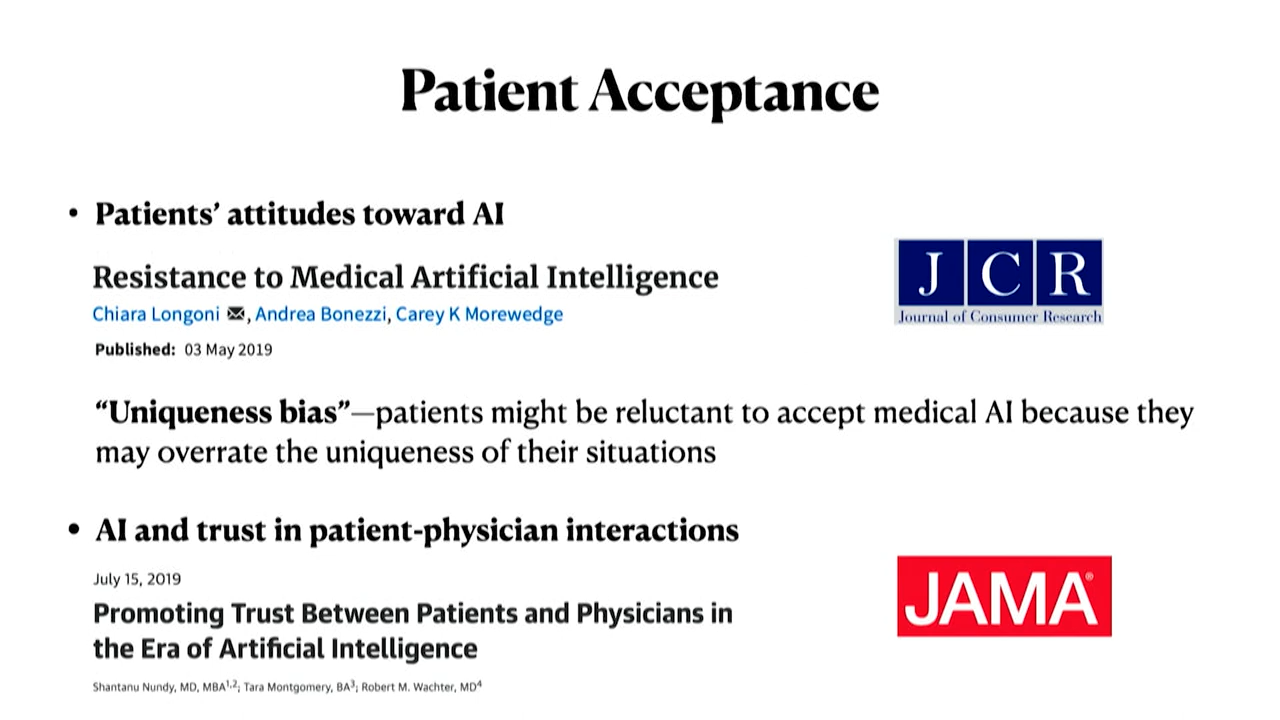 Patient Acceptance
• Patients’ attitudes toward AI
Resistance to Medical Artificial Intelligence
Chiara Longoni ✉, Andrea Bonezzi, Carey K Morewedge
Published: 03 May 2019
J C R
Journal of Consumer Research
“Uniqueness bias”—patients might be reluctant to accept medical AI because they
may overrate the uniqueness of their situations
• AI and trust in patient-physician interactions
July 15, 2019
Promoting Trust Between Patients and Physicians in
the Era of Artificial Intelligence
Shantanu Nundy, MD, MBA1,2; Tara Montgomery, BA3; Robert M. Wachter, MD4
JAMA®